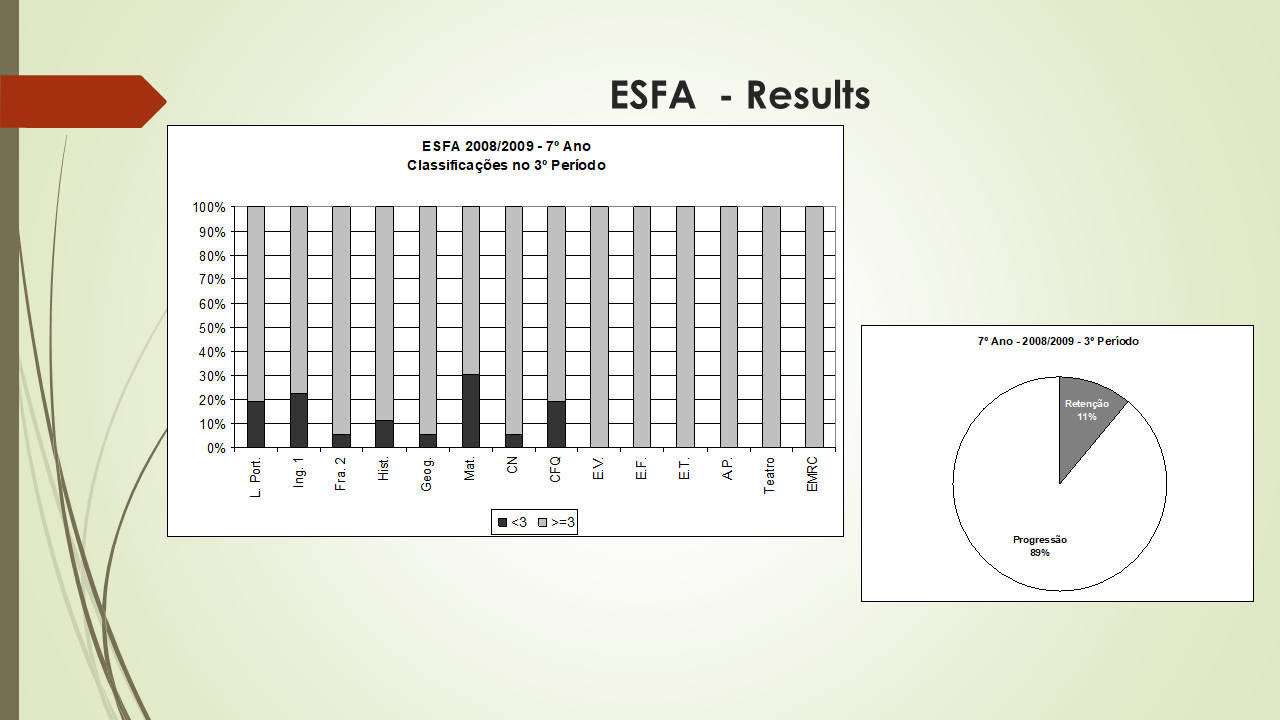 ESFA - Results
ESFA 2008/2009 - 7º Ano
Classificações no 3º Período
100%
90%
80%
70%
60%
50%
40%
30%
20%
10%
0%
L. Port.
Ing. 1
Fra. 2
Hist.
Geog.
Mat.
CN
CFQ
E.V.
E.F.
E.T.
A.P.
Teatro
EMRC
<3 >=3
7º Ano - 2008/2009 - 3º Período
Retenção
11%
Progressão
89%